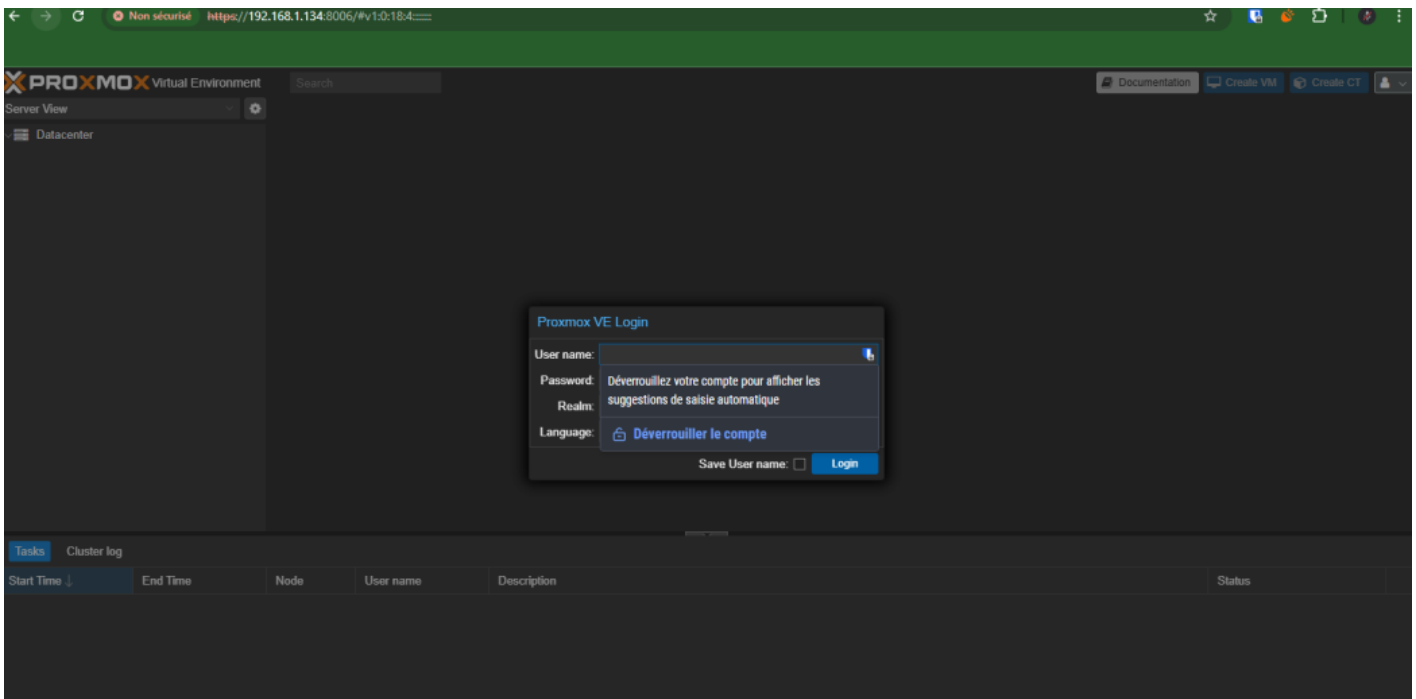 Non sécurisé https://192.168.1.134:8006/#v1:0:18:4:::::
PROXMOX Virtual Environment Search Documentation Create VM Create CT
Server View
Datacenter
Proxmox VE Login
User name:
Password:
Déverrouillez votre compte pour afficher les
suggestions de saisie automatique
Realm:
Language:
Déverrouiller le compte
Save User name: Login
Tasks Cluster log
Start Time End Time Node User name Description Status